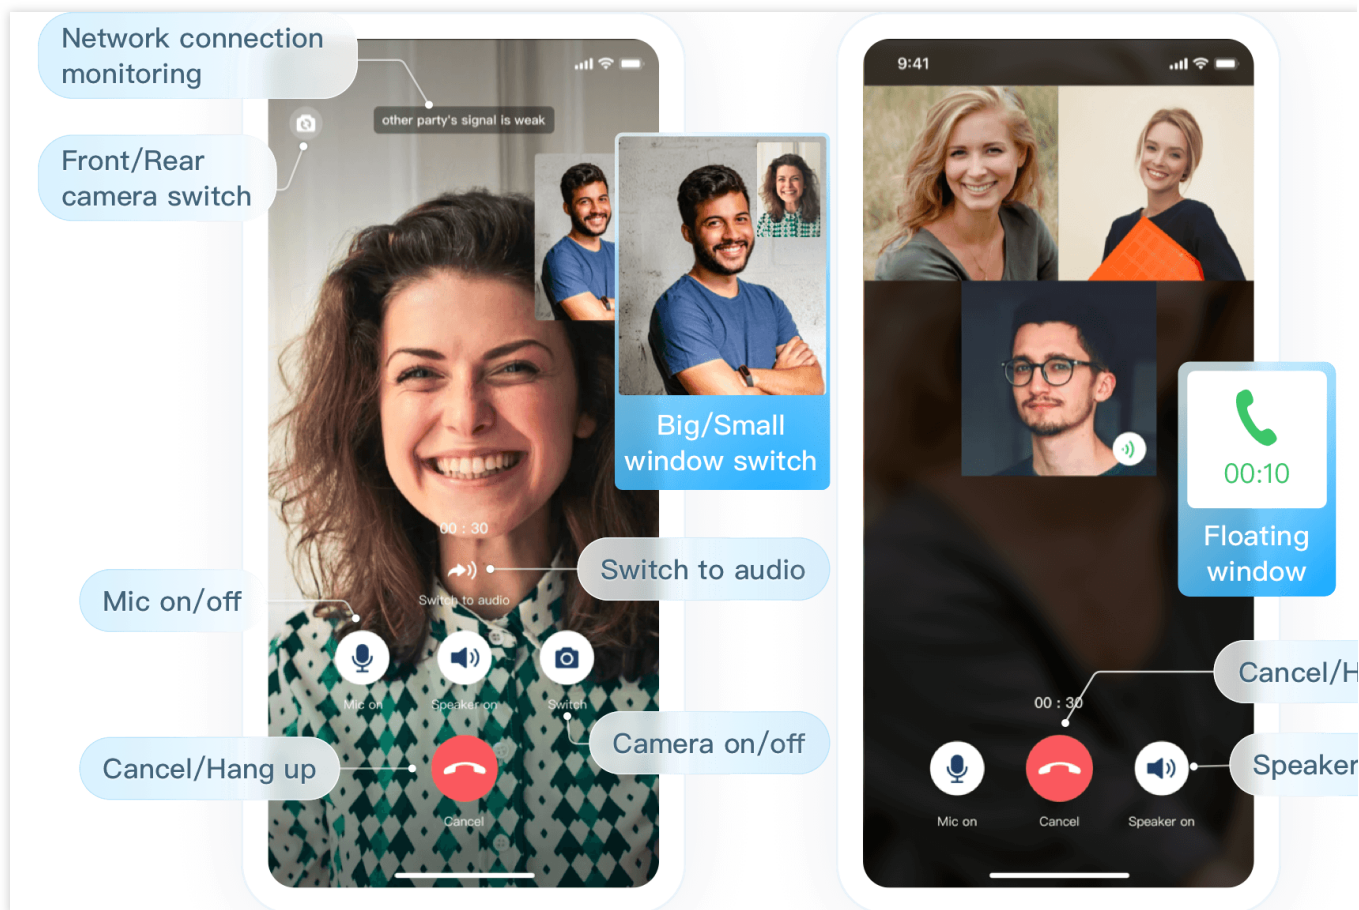 Network connection
monitoring
other party's signal is weak
Front/Rear
camera switch
Big/Small
window switch
00 : 30
Switch to audio
Switch to audio
Mic on/off
Mic on
Speaker on
Switch
Camera on/off
Cancel/Hang up
Cancel
9:41
00:10
Floating
window
Cancel/H
00 : 30
Speaker
Mic on
Cancel
Speaker on